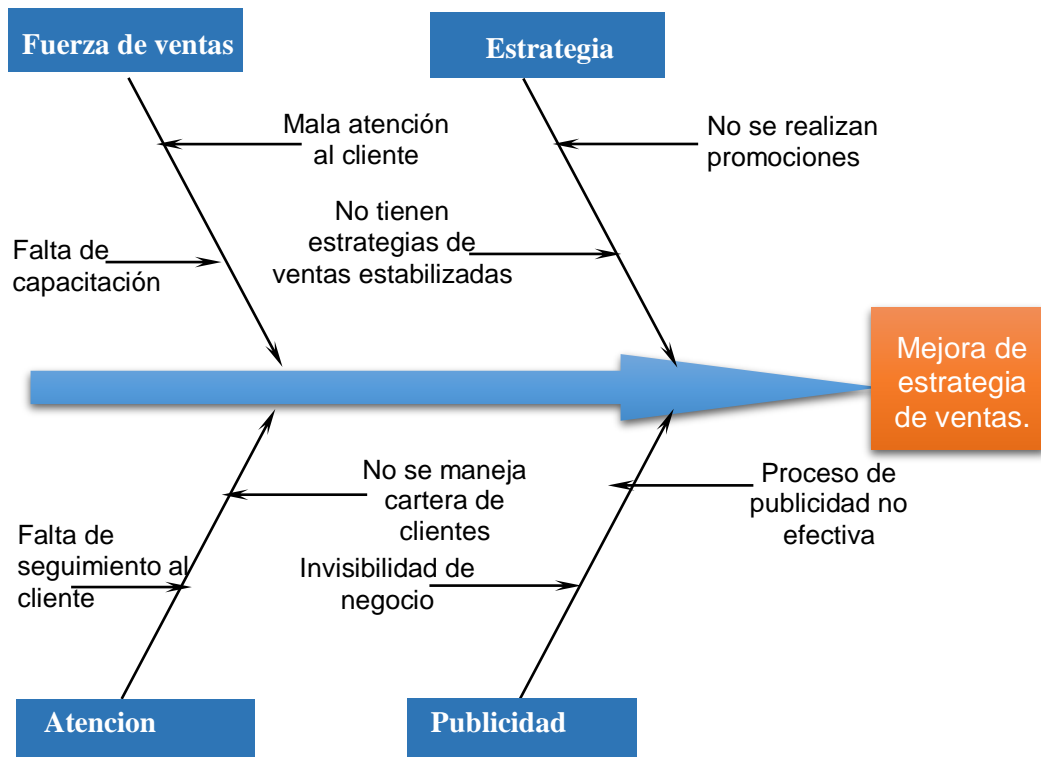 Fuerza de ventas
Estrategia
Mala atención
al cliente
No se realizan
promociones
No tienen
estrategias de
ventas estabilizadas
Falta de
capacitación
Mejora de
estrategia
de ventas.
No se maneja
cartera de
clientes
Proceso de
publicidad no
efectiva
Falta de
seguimiento al
cliente
Invisibilidad de
negocio
Atencion
Publicidad